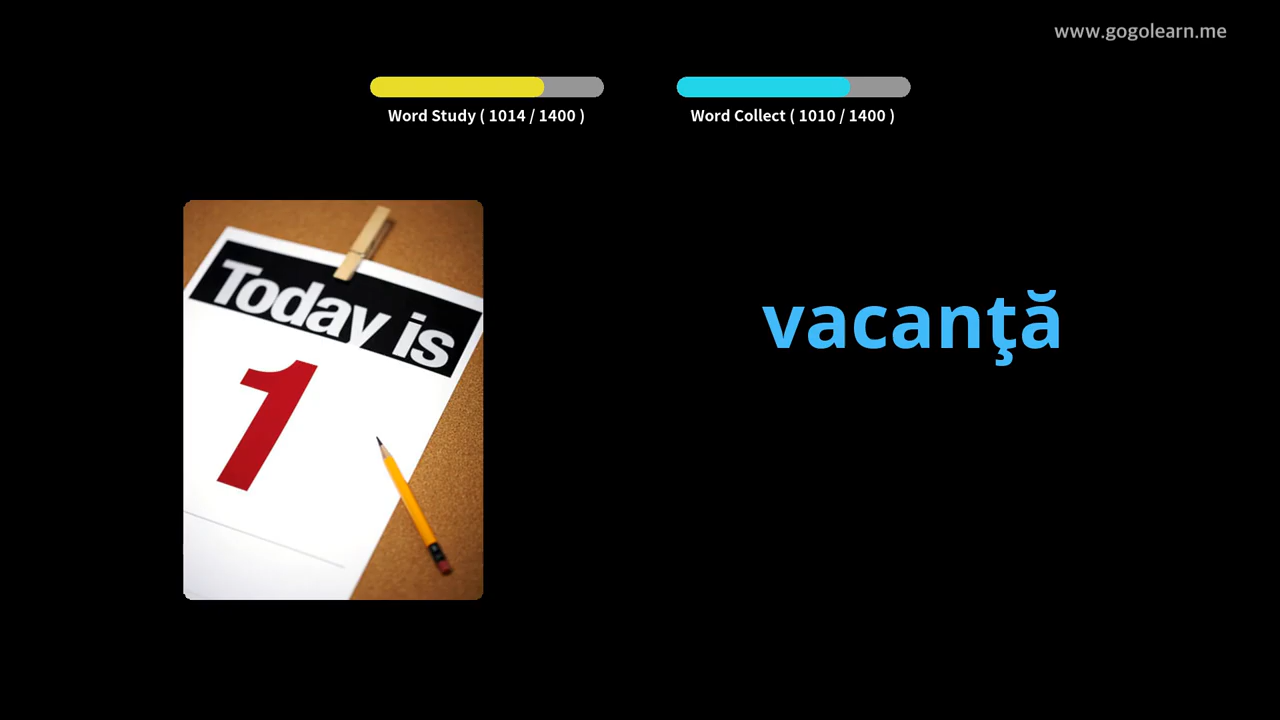 www.gogolearn.me
Word Study ( 1014 / 1400 )
Word Collect ( 1010 / 1400 )
Today is
1
vacanţă